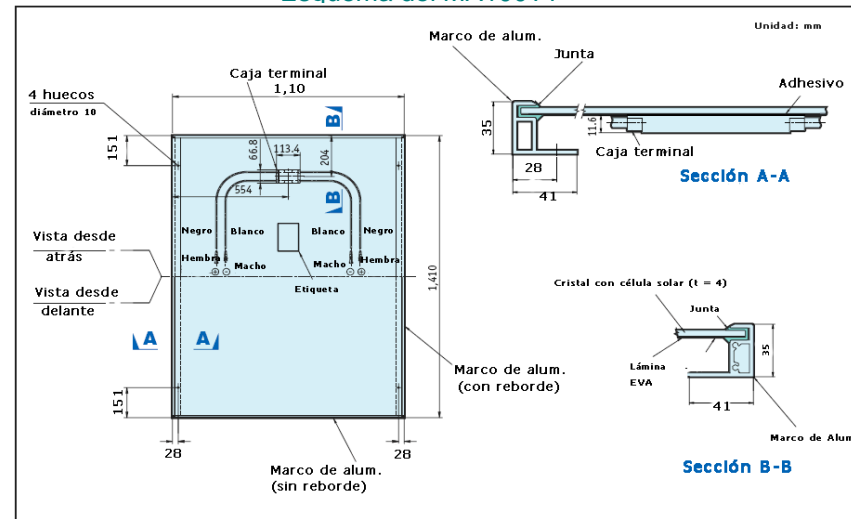 Unidad: mm
Marco de alum.
Junta
Adhesivo
35
11.6
Caja terminal
28
41
Sección A-A
Caja terminal
1,10
4 huecos
diámetro 10
B
151
66.8
113.4
204
554
B
Negro
Blanco
Blanco
Negro
Hembra
Macho
Macho
Hembra
Etiqueta
Vista desde
atrás
Vista desde
delante
1,410
A
A
Marco de alum.
(con reborde)
151
28
28
Marco de alum.
(sin reborde)
Cristal con célula solar (t = 4)
Junta
Lámina
EVA
35
41
Marco de Alum
Sección B-B